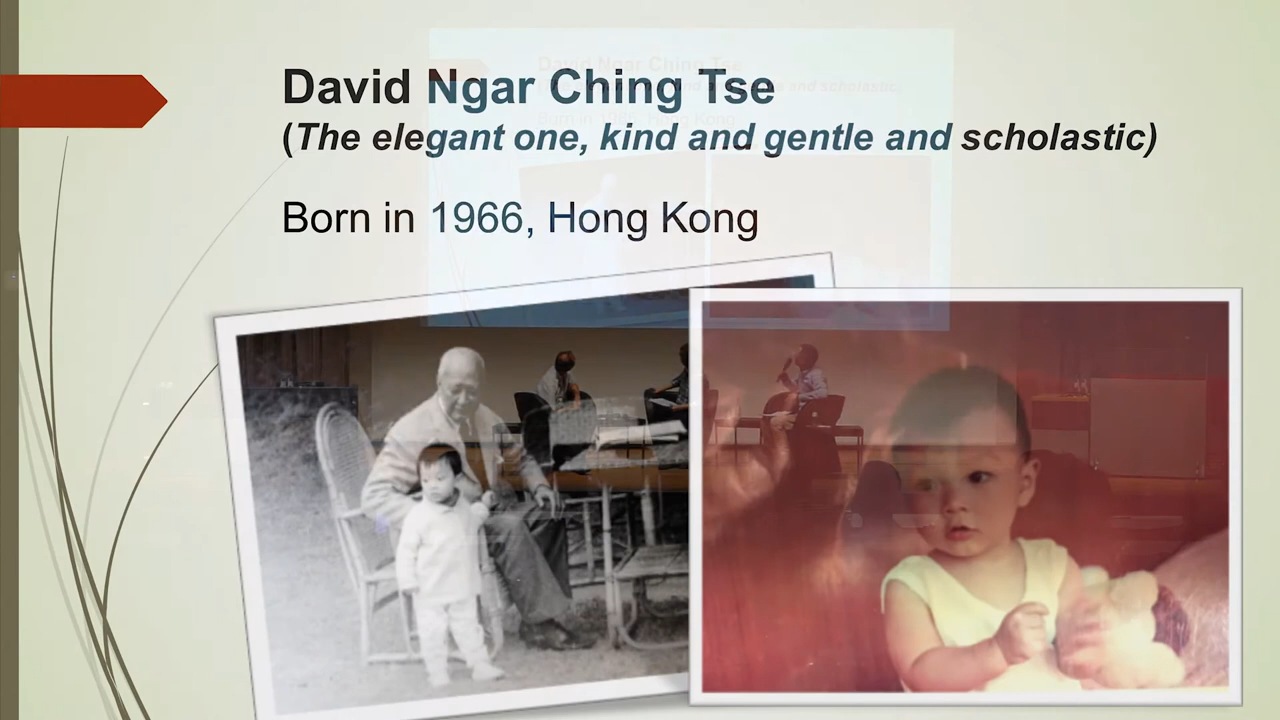 David Ngar Ching Tse
(The elegant one, kind and gentle and scholastic)
Born in 1966, Hong Kong